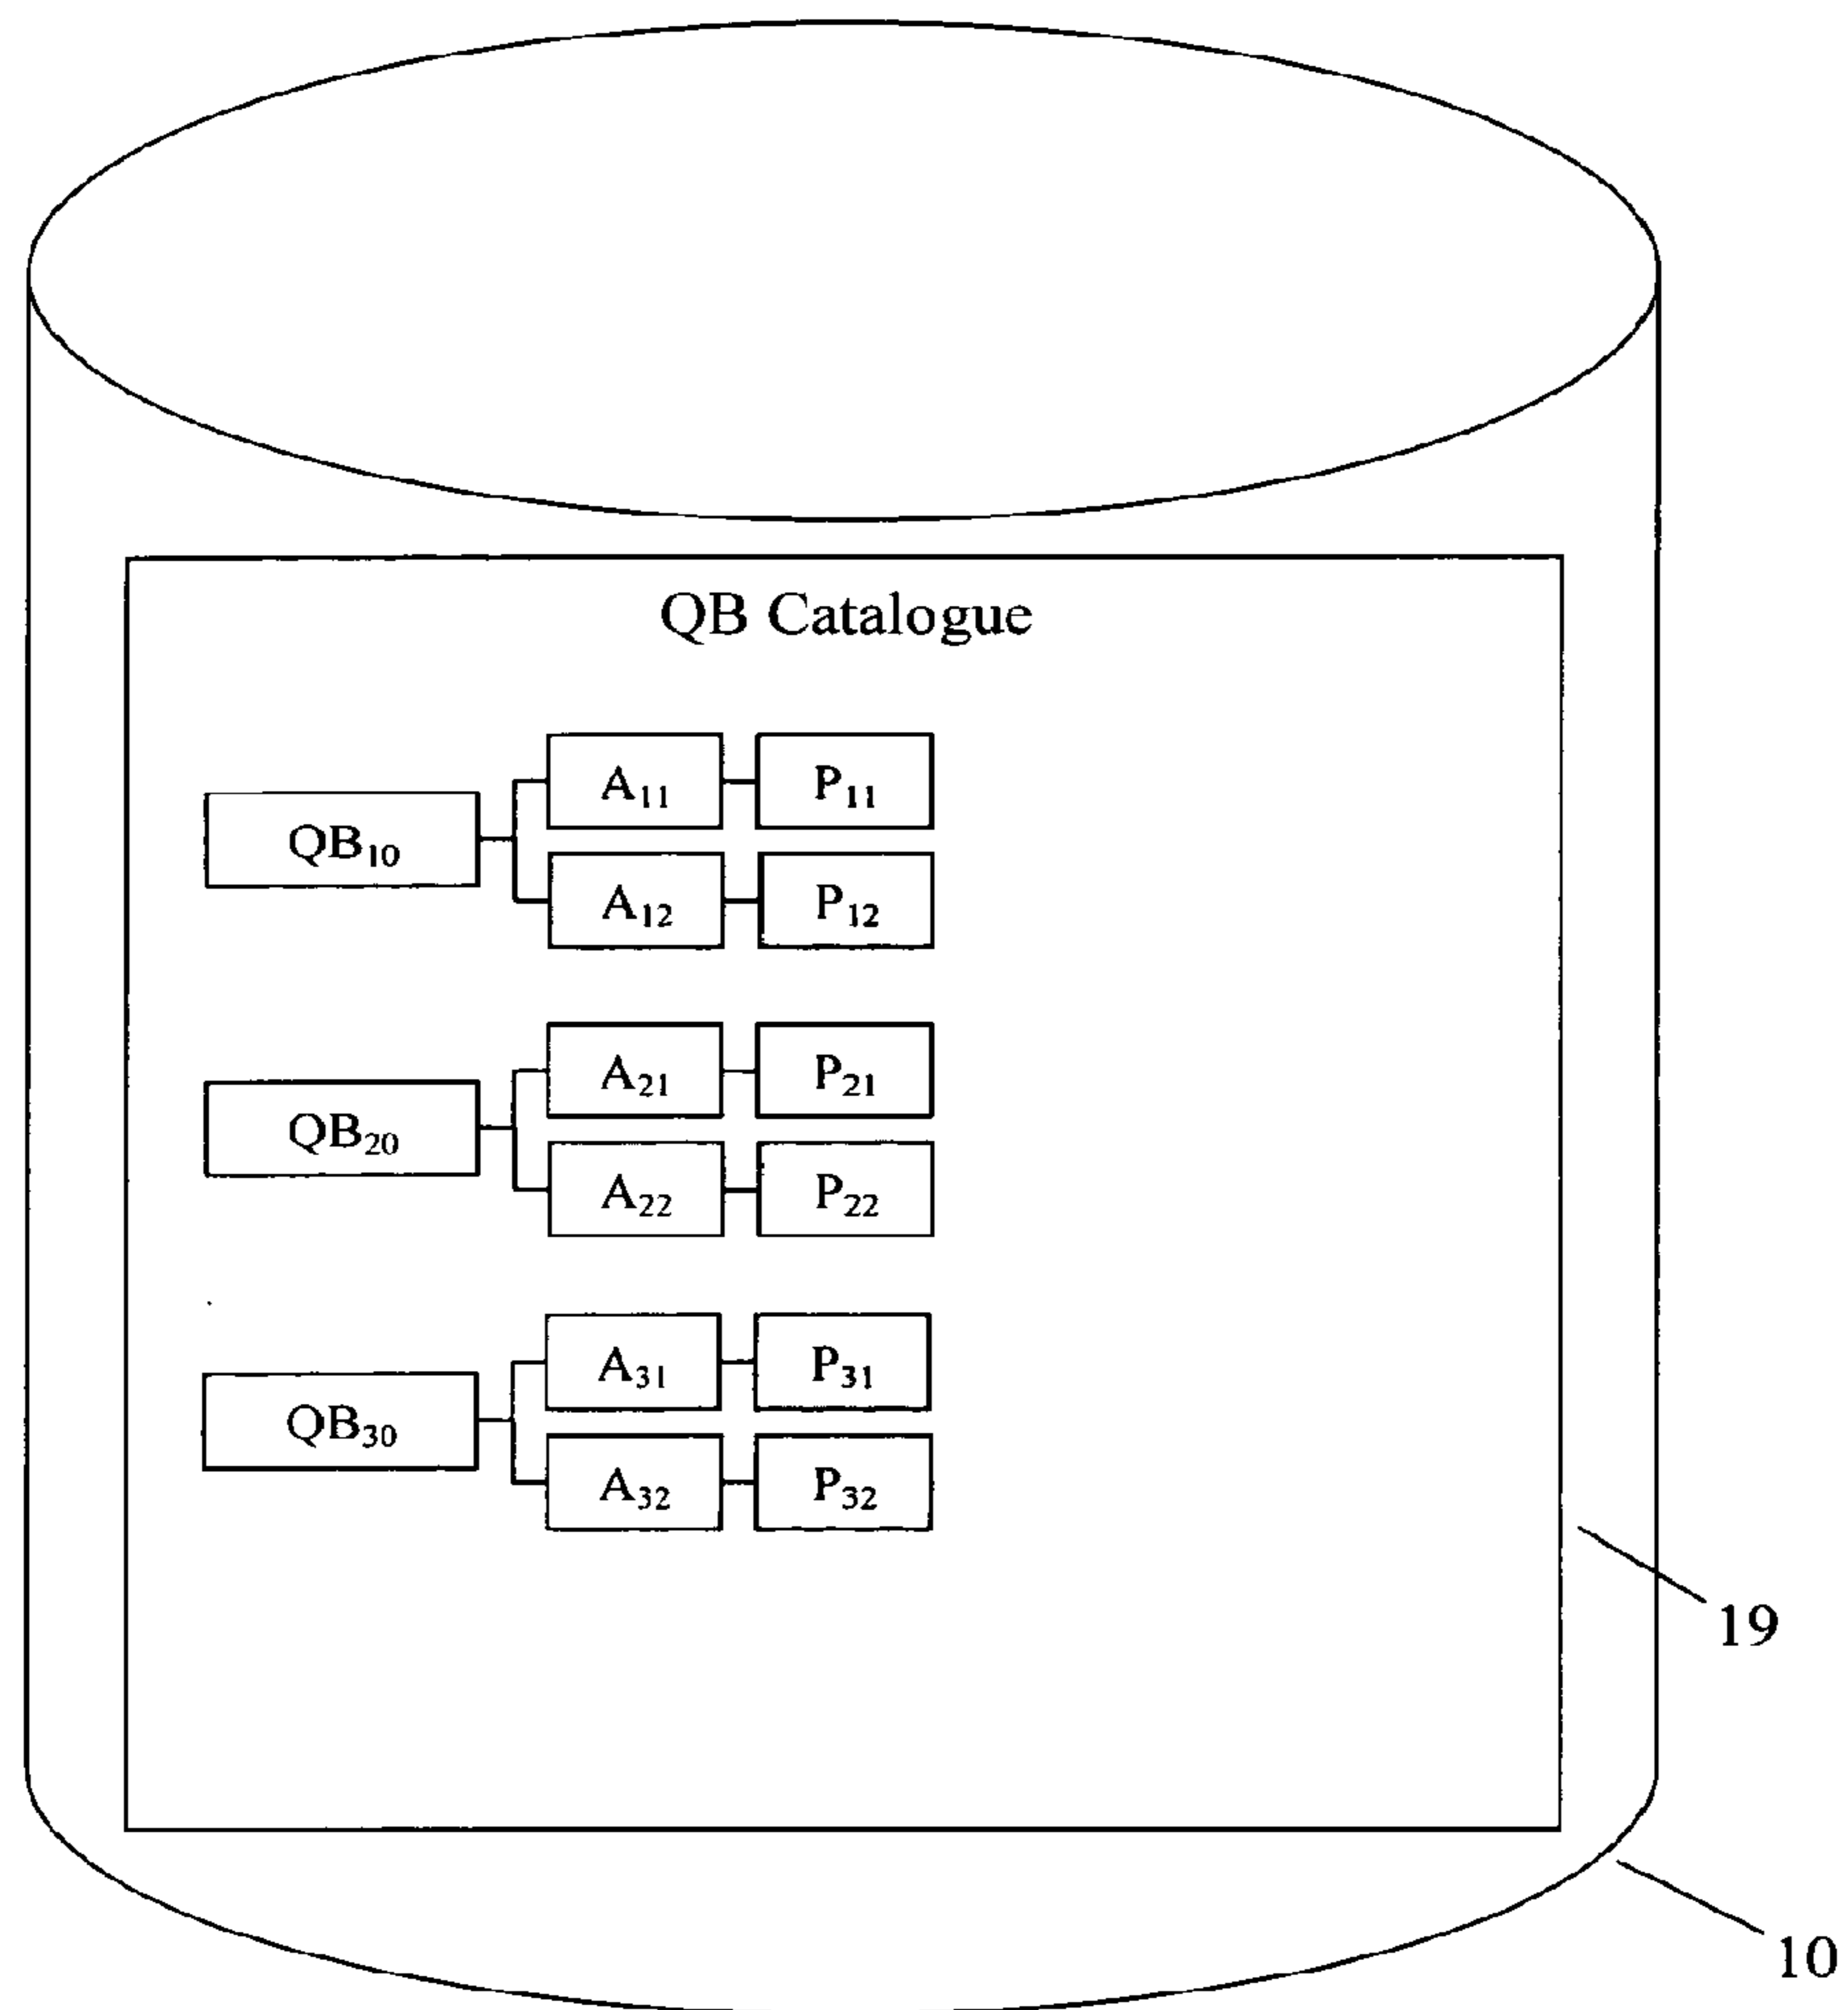 QB Catalogue
A₁₁ P₁₁
QB₁₀
A₁₂ P₁₂
A₂₁ P₂₁
QB₂₀
A₂₂ P₂₂
A₃₁ P₃₁
QB₃₀
A₃₂ P₃₂
19
10